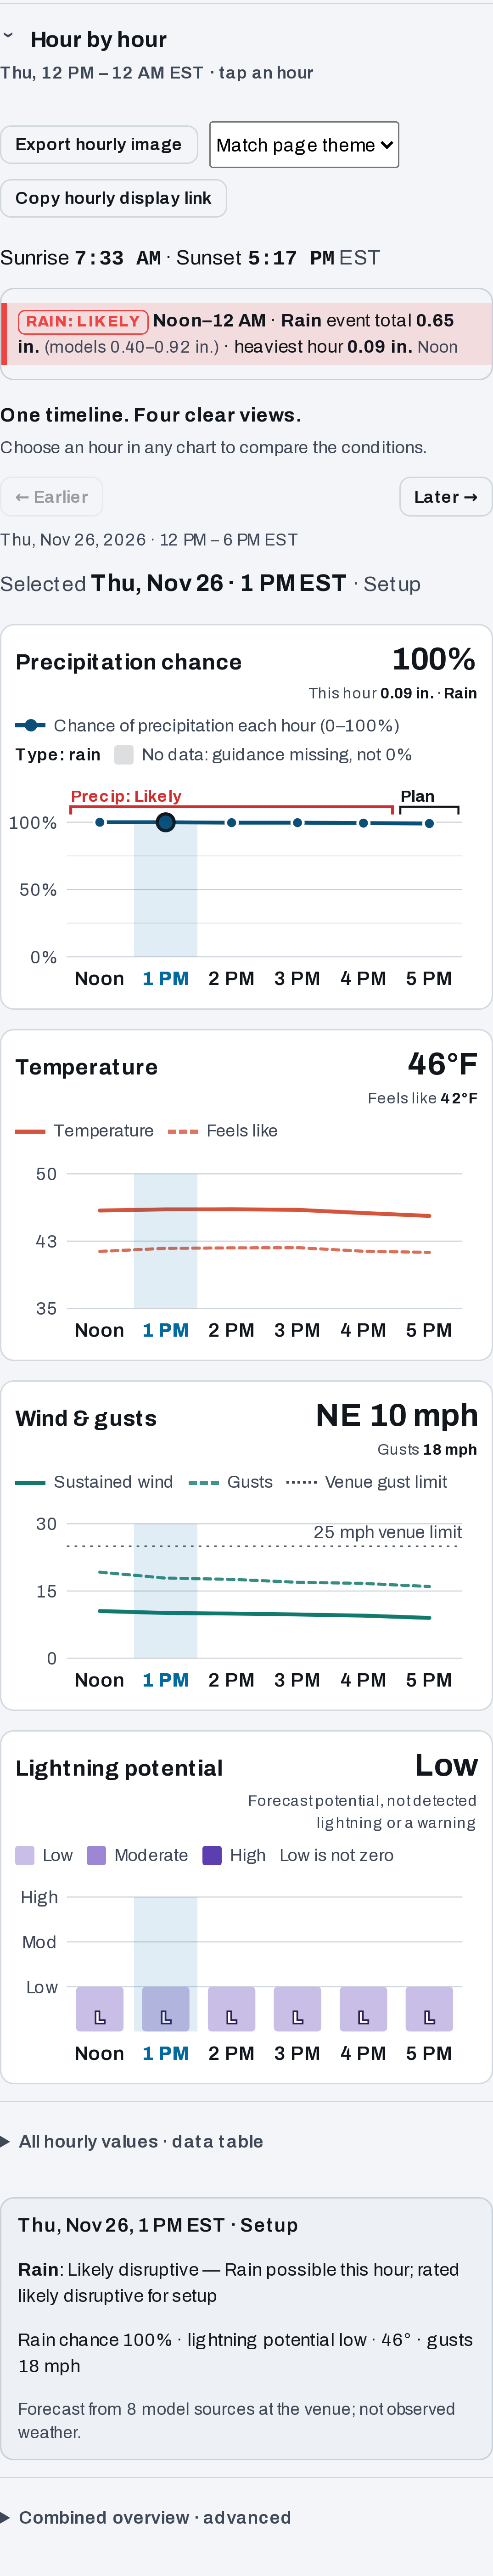 Hour by hour
Thu, 12 PM – 12 AM EST · tap an hour
Export hourly image
Match page theme
Copy hourly display link
Sunrise 7:33 AM · Sunset 5:17 PM EST
RAIN: LIKELY Noon–12 AM · Rain event total 0.65
in. (models 0.40–0.92 in.) · heaviest hour 0.09 in. Noon
One timeline. Four clear views.
Choose an hour in any chart to compare the conditions.
← Earlier
Later →
Thu, Nov 26, 2026 · 12 PM – 6 PM EST
Selected Thu, Nov 26 · 1 PM EST · Setup
Precipitation chance
100%
This hour 0.09 in. · Rain
Chance of precipitation each hour (0–100%)
Type: rain
No data: guidance missing, not 0%
Precip: Likely
Plan
100%
50%
0%
Noon 1 PM 2 PM 3 PM 4 PM 5 PM
Temperature
46°F
Feels like 42°F
Temperature
Feels like
50
43
35
Noon 1 PM 2 PM 3 PM 4 PM 5 PM
Wind & gusts
NE 10 mph
Gusts 18 mph
Sustained wind
Gusts
Venue gust limit
30
25 mph venue limit
15
0
Noon 1 PM 2 PM 3 PM 4 PM 5 PM
Lightning potential
Low
Forecast potential, not detected
lightning or a warning
Low
Moderate
High
Low is not zero
High
Mod
Low
L L L L L L
Noon 1 PM 2 PM 3 PM 4 PM 5 PM
All hourly values · data table
Thu, Nov 26, 1 PM EST · Setup
Rain: Likely disruptive — Rain possible this hour; rated
likely disruptive for setup
Rain chance 100% · lightning potential low · 46° · gusts
18 mph
Forecast from 8 model sources at the venue; not observed
weather.
Combined overview · advanced